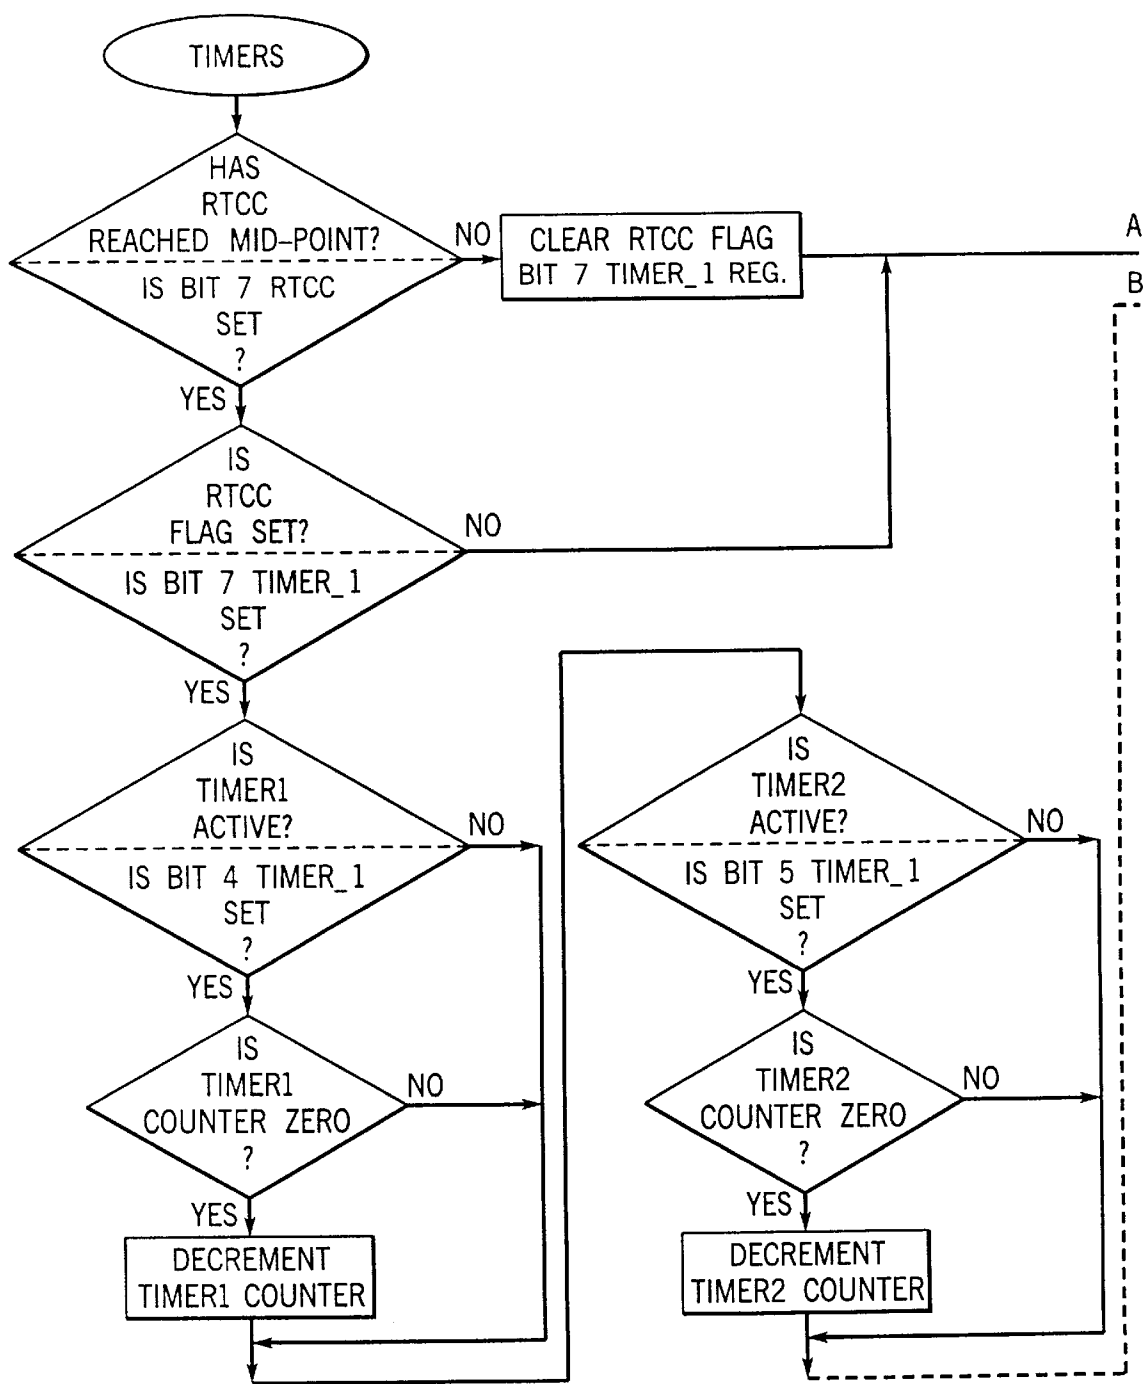 TIMERS
HAS
RTCC
REACHED MID-POINT?
IS BIT 7 RTCC
SET
?
NO
CLEAR RTCC FLAG
BIT 7 TIMER_1 REG.
A
B
YES
IS
RTCC
FLAG SET?
IS BIT 7 TIMER_1
SET
?
NO
YES
IS
TIMER1
ACTIVE?
IS BIT 4 TIMER_1
SET
?
NO
YES
IS
TIMER1
COUNTER ZERO
?
NO
YES
DECREMENT
TIMER1 COUNTER
IS
TIMER2
ACTIVE?
IS BIT 5 TIMER_1
SET
?
NO
YES
IS
TIMER2
COUNTER ZERO
?
NO
YES
DECREMENT
TIMER2 COUNTER